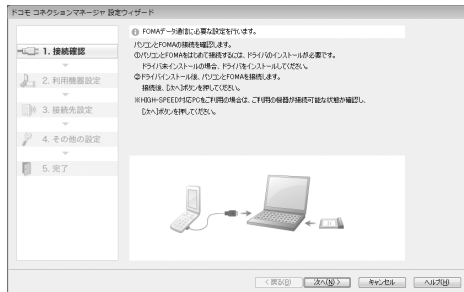 ドコモ コネクションマネージャ 設定ウィザード
FOMAデータ通信に必要な設定を行います。
パソコンとFOMAの接続を確認します。
①パソコンとFOMAをはじめて接続するには、ドライバのインストールが必要です。
ドライバ未インストールの場合、ドライバをインストールしてください。
②ドライバインストール後、パソコンとFOMAを接続します。
接続後、[次へ]ボタンを押してください。
※HIGH-SPEED対応PCをご利用の場合は、ご利用の機器が接続可能な状態か確認し、
[次へ]ボタンを押してください。
1. 接続確認
2. 利用機器設定
3. 接続先設定
4. その他の設定
5. 完了
< 戻る(B)
次へ(N) >
キャンセル
ヘルプ(H)